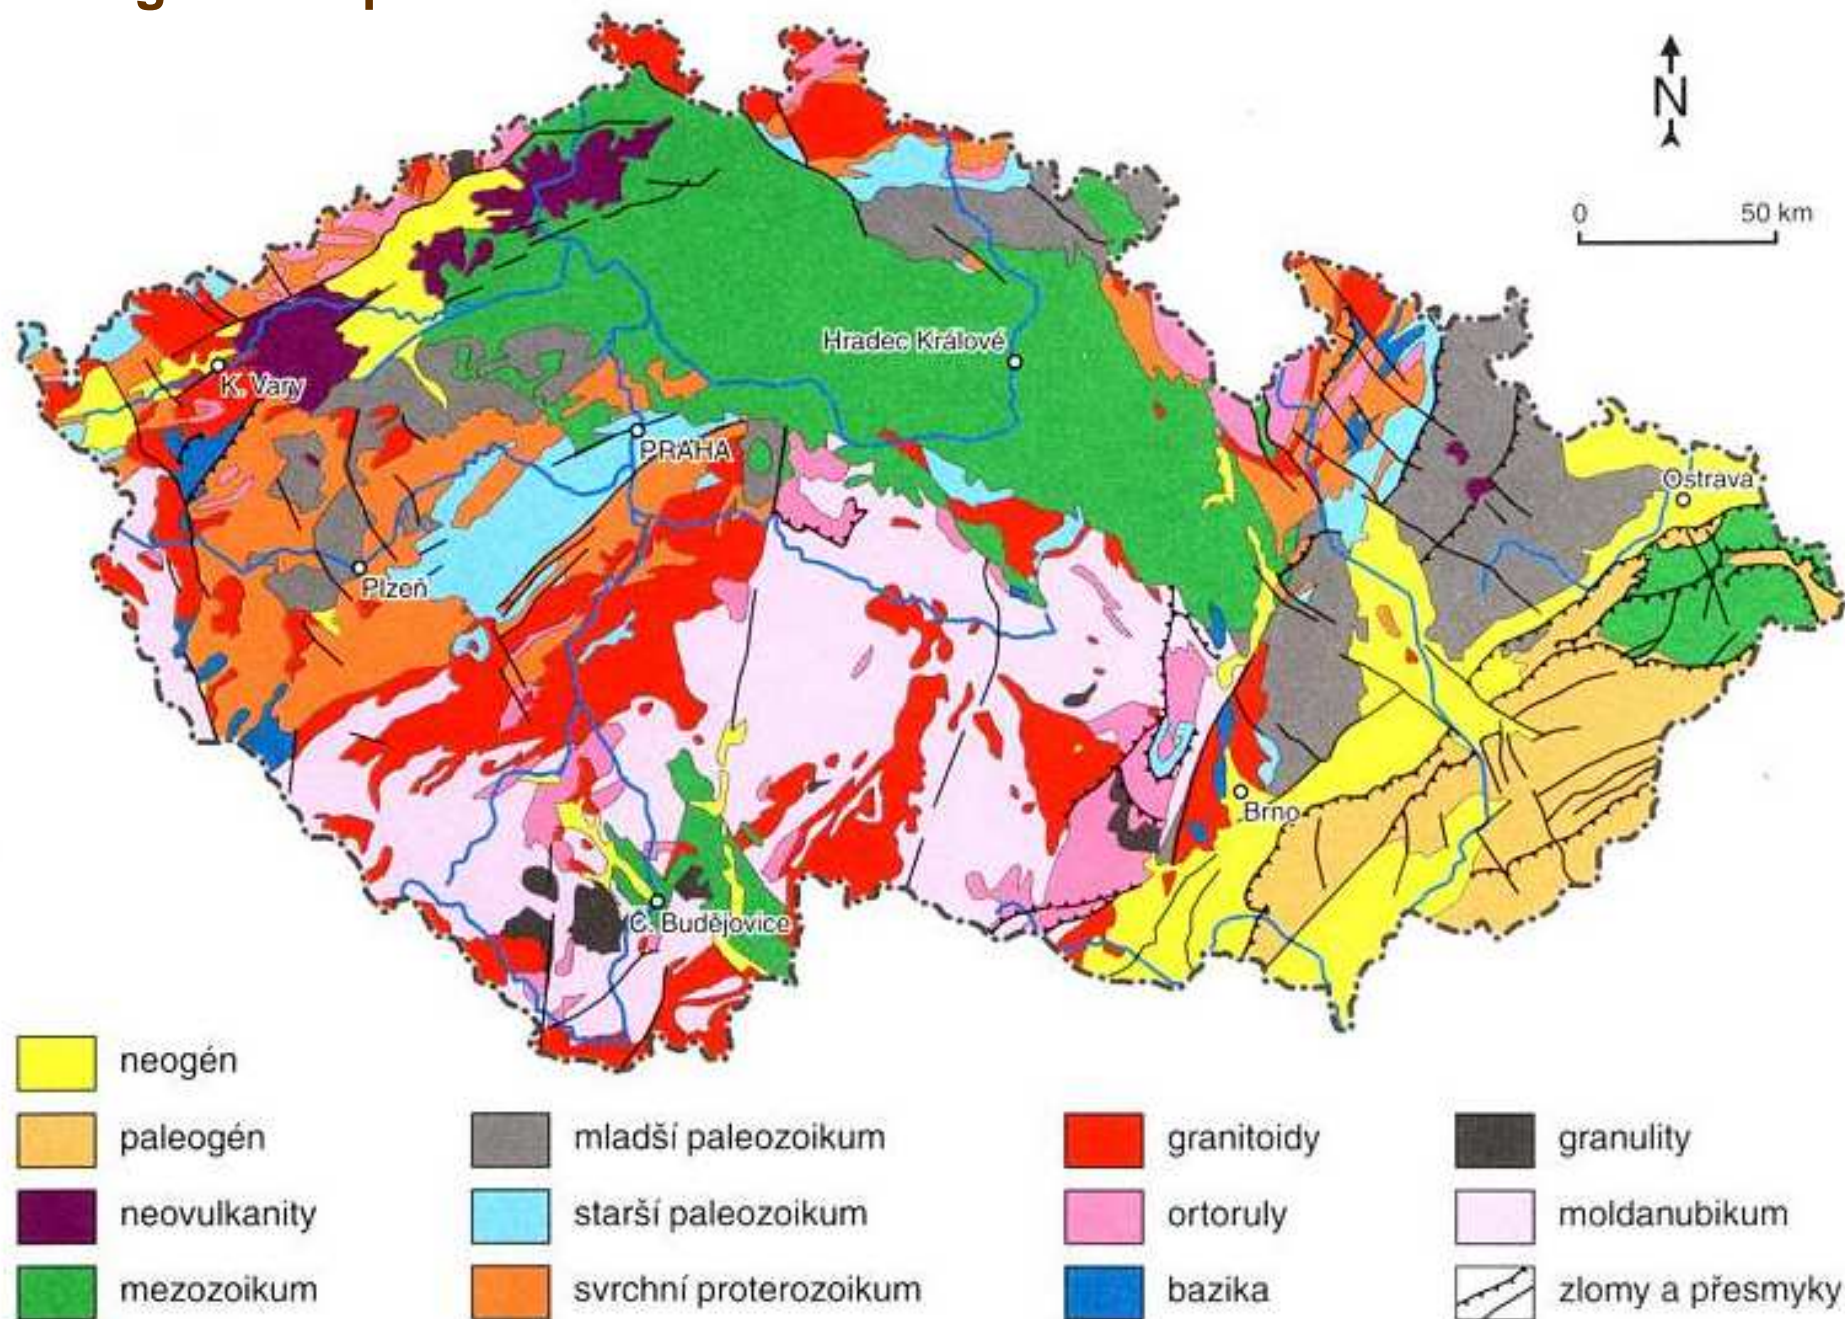 N
0 50 km
Hradec Králové
K. Vary
PRAHA
Ostrava
Plzeň
Brno
Č. Budějovice
neogén
paleogén
mladší paleozoikum
granitoidy
granulity
neovulkanity
starší paleozoikum
ortoruly
moldanubikum
mezozoikum
svrchní proterozoikum
bazika
zlomy a přesmyky